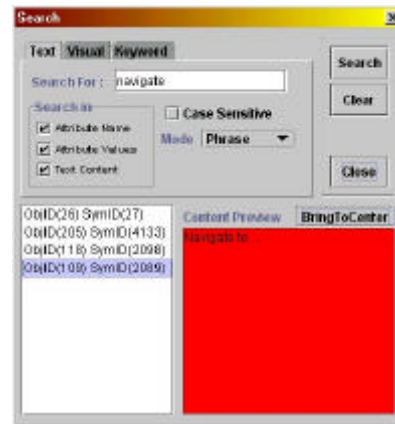 Search
Text Visual Keyword
Search For : navigate
Search
Search In
Case Sensitive
Clear
Attribute Name
Mode Phrase
Attribute Values
Text Content
Close
ObjID(26) SymID(27)
Content Preview BringToCenter
ObjID(205) SymID(4133)
Navigate to ...
ObjID(118) SymID(2098)
ObjID(109) SymID(2089)